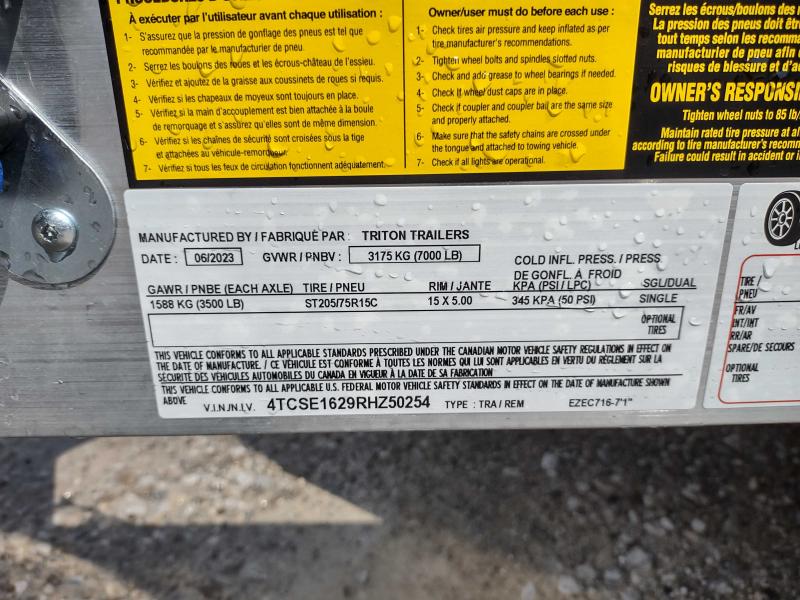 À exécuter par l'utilisateur avant chaque utilisation :
1- S'assurez que la pression de gonflage des pneus est tel que
recommandée par le manufacturier de pneu.
2- Serrez les boulons des roues et les écrous-château de l'essieu.
3- Vérifiez et ajoutez de la graisse aux coussinets de roues si requis.
4- Vérifiez si les chapeaux de moyeux sont toujours en place.
5- Vérifiez si la main d'accouplement est bien attachée à la boule
de remorquage et s'assurez qu'elles sont de même dimension.
6- Vérifiez si les chaînes de sécurité sont croisées sous la tige
et attachées au véhicule-remorqueur.
7- Vérifiez si tous les feux de circulation fonctionnent adéquatement.
Owner/user must do before each use :
1- Check tires air pressure and keep inflated as per
tire manufacturer's recommendations.
2- Tighten wheel bolts and spindles slotted nuts.
3- Check and add grease to wheel bearings if needed.
4- Check if wheel dust caps are in place.
5- Check if coupler and coupler ball are the same size
and properly attached.
6- Make sure that the safety chains are crossed under
the tongue and attached to towing vehicle.
7- Check if all lights are operational.
Serrez les écrous/boulons des
La pression des pneus doit êtr
tout temps selon les recomma
manufacturier de pneu afin
risques de blessure et d'a
OWNER'S RESPONSI
Tighten wheel nuts to 85 lb/
Maintain rated tire pressure at al
according to tire manufacturer's recomm
Failure could result in accident or i
MANUFACTURED BY / FABRIQUÉ PAR : TRITON TRAILERS
DATE : 06/2023 GVWR / PNBV : 3175 KG (7000 LB)
COLD INFL. PRESS. / PRESS.
DE GONFL. À FROID
GAWR / PNBE (EACH AXLE) TIRE / PNEU RIM / JANTE KPA (PSI / LPC) SGL/DUAL
1588 KG (3500 LB) ST205/75R15C 15 X 5.00 345 KPA (50 PSI) SINGLE
OPTIONAL
TIRES
THIS VEHICLE CONFORMS TO ALL APPLICABLE STANDARDS PRESCRIBED UNDER THE CANADIAN MOTOR VEHICLE SAFETY REGULATIONS IN EFFECT ON
THE DATE OF MANUFACTURE. / CE VÉHICULE EST CONFORME À TOUTES LES NORMES QUI LUI SONT APPLICABLES EN VERTU DU RÈGLEMENT SUR LA
SÉCURITÉ DES VÉHICULES AUTOMOBILES DU CANADA EN VIGUEUR À LA DATE DE SA FABRICATION
THIS VEHICLE CONFORMS TO ALL APPLICABLE U.S. FEDERAL MOTOR VEHICLE SAFETY STANDARDS IN EFFECT ON THE DATE OF MANUFACTURE SHOWN
ABOVE
V.I.N./N.I.V. 4TCSE1629RHZ50254 TYPE : TRA / REM EZEC716-7'1"
TIRE /
PNEU
FR/AV
INT/INT
RR/AR
SPARE/DE SECOURS
OPTIONAL
TIRES